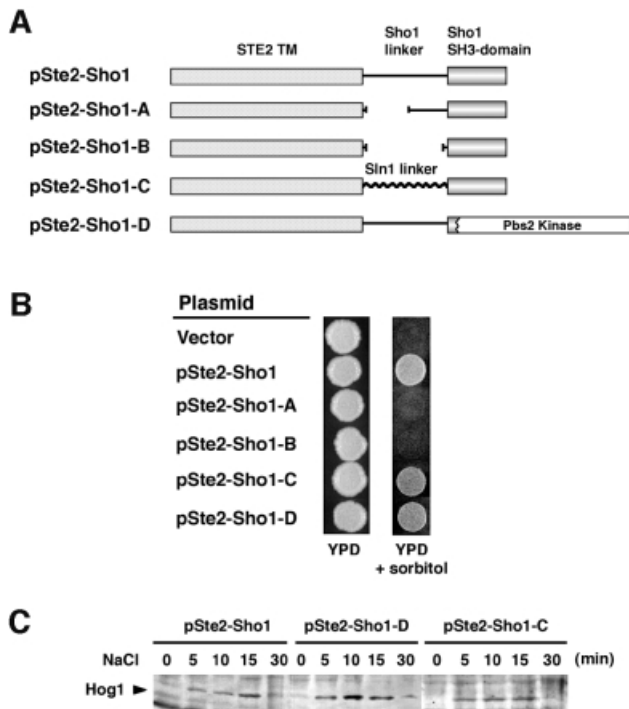 A
STE2 TM
Sho1 linker
Sho1 SH3-domain
pSte2-Sho1
pSte2-Sho1-A
pSte2-Sho1-B
Sln1 linker
pSte2-Sho1-C
pSte2-Sho1-D
Pbs2 Kinase
B
Plasmid
Vector
pSte2-Sho1
pSte2-Sho1-A
pSte2-Sho1-B
pSte2-Sho1-C
pSte2-Sho1-D
YPD
YPD + sorbitol
C
pSte2-Sho1 pSte2-Sho1-D pSte2-Sho1-C
NaCl 0 5 10 15 30 0 5 10 15 30 0 5 10 15 30 (min)
Hog1